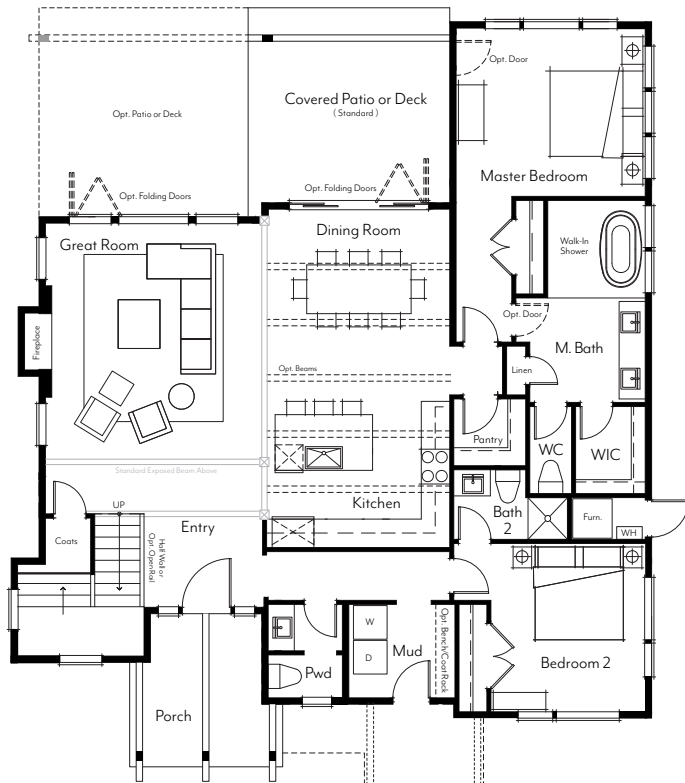 Opt. Door
Covered Patio or Deck
( Standard )
Opt. Patio or Deck
Master Bedroom
Opt. Folding Doors
Opt. Folding Doors
Dining Room
Great Room
Walk-In
Shower
Opt. Door
Fireplace
M. Bath
Opt. Beams
Linen
Pantry
WC
WIC
Standard Exposed Beam Above
Kitchen
UP
Entry
Bath
2
Furn.
WH
Coats
Half Wall or
Opt. Open Rail
W
D
Mud
Opt. Bench/Coat Rack
Bedroom 2
Pwd
Porch